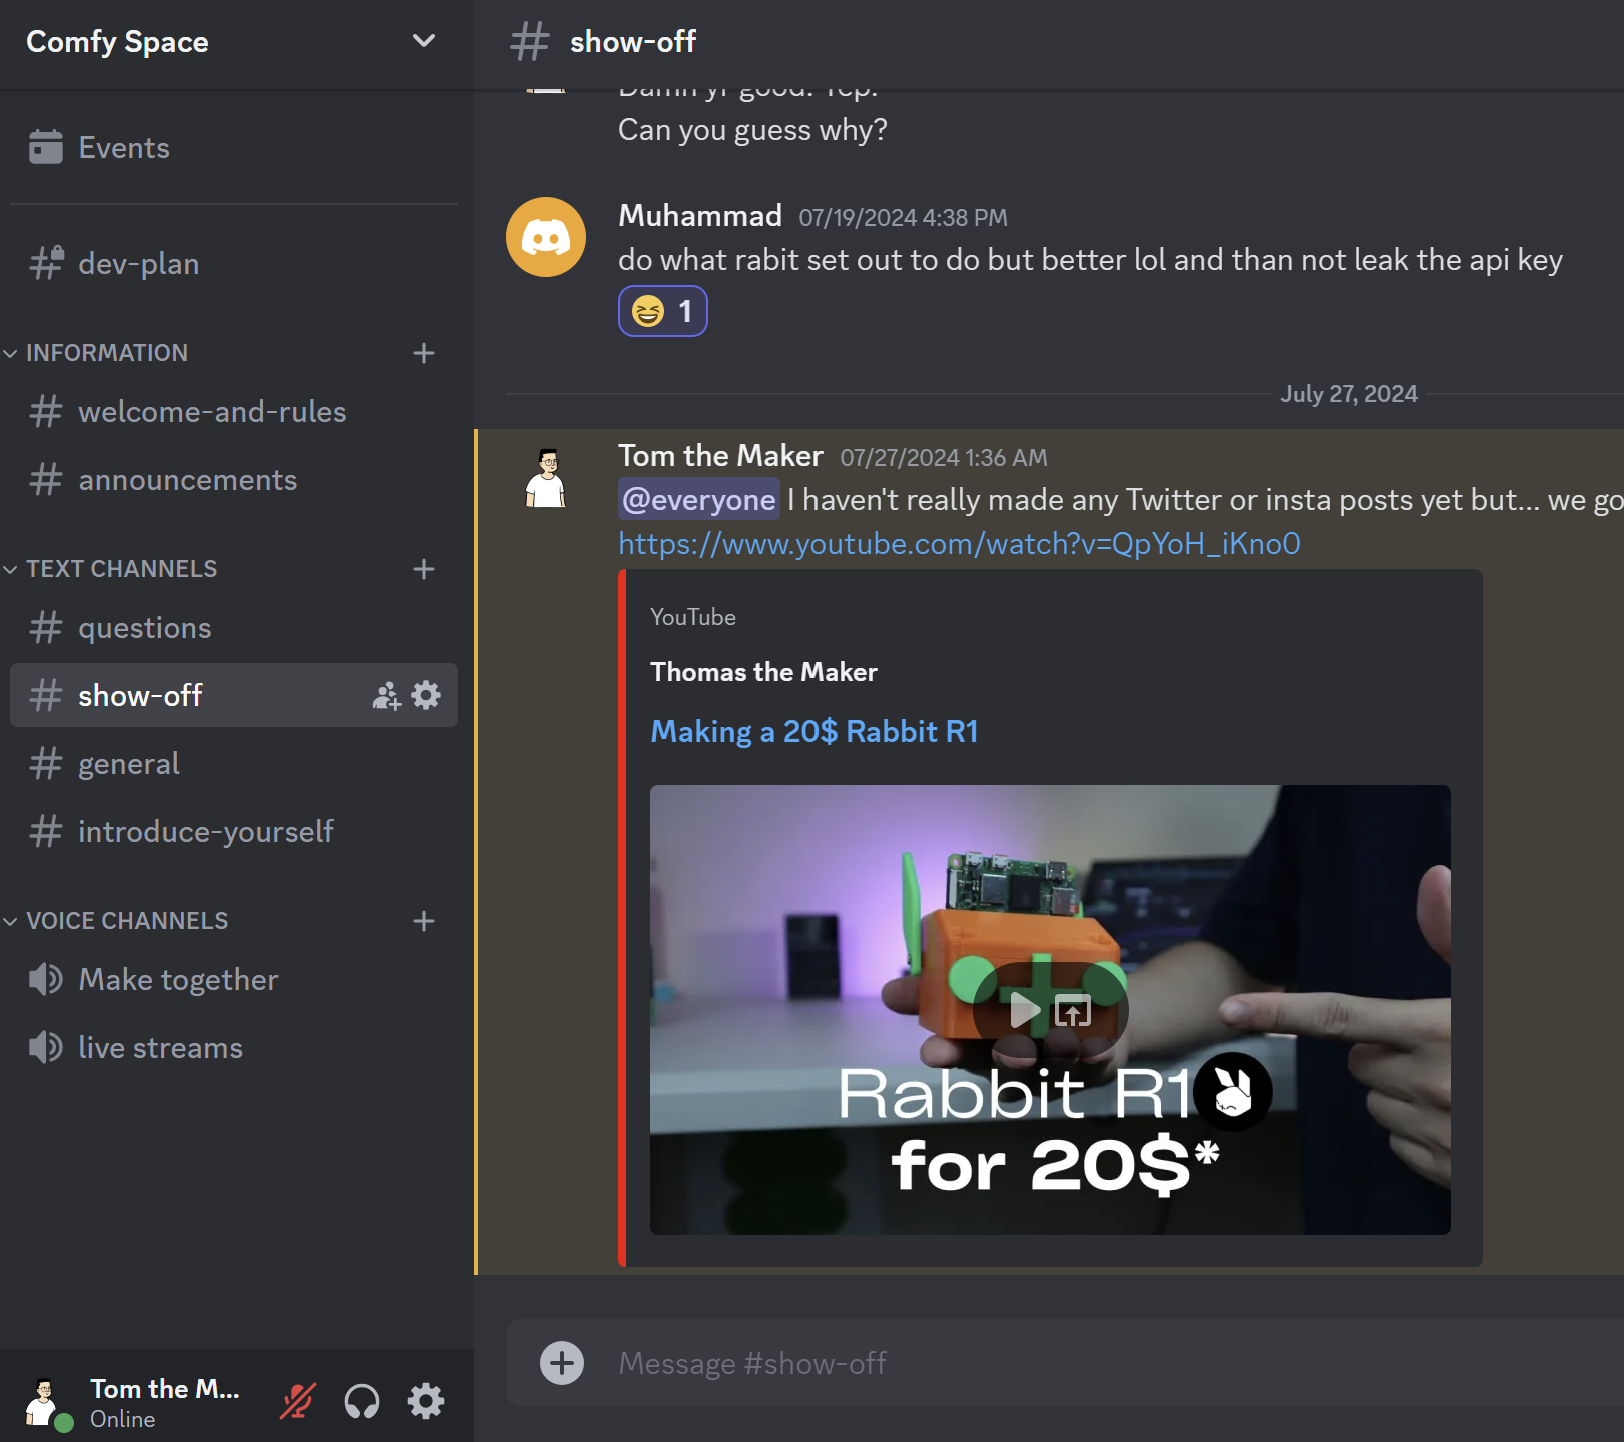 Comfy Space
Events
dev-plan
INFORMATION
welcome-and-rules
announcements
TEXT CHANNELS
questions
show-off
general
introduce-yourself
VOICE CHANNELS
Make together
live streams
Tom the M...
Online
show-off
Damn yr good. Yep.
Can you guess why?
Muhammad 07/19/2024 4:38 PM
do what rabit set out to do but better lol and than not leak the api key
1
July 27, 2024
Tom the Maker 07/27/2024 1:36 AM
@everyone I haven't really made any Twitter or insta posts yet but... we go
https://www.youtube.com/watch?v=QpYoH_iKno0
YouTube
Thomas the Maker
Making a 20$ Rabbit R1
Rabbit R1
for 20$*
Message #show-off